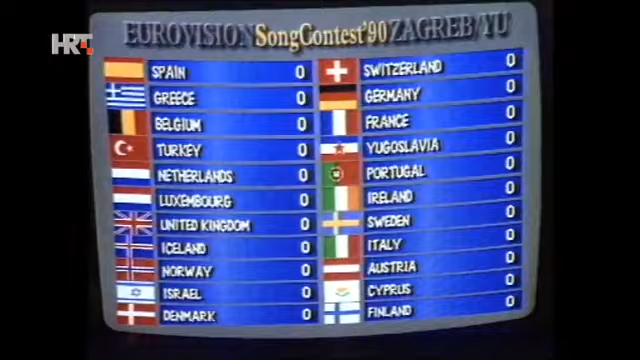 HRT
EUROVISION SongContest'90 ZAGREB/YU
SPAIN 0
GREECE 0
BELGIUM 0
TURKEY 0
NETHERLANDS 0
LUXEMBOURG 0
UNITED KINGDOM 0
ICELAND 0
NORWAY 0
ISRAEL 0
DENMARK 0
SWITZERLAND 0
GERMANY 0
FRANCE 0
YUGOSLAVIA 0
PORTUGAL 0
IRELAND 0
SWEDEN 0
ITALY 0
AUSTRIA 0
CYPRUS 0
FINLAND 0